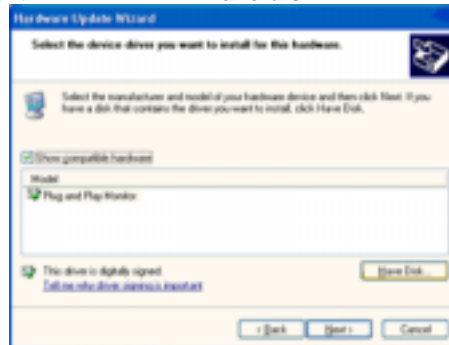 Hardware Update Wizard
Select the device driver you want to install for this hardware.
Select the manufacturer and model of your hardware device and then click Next. If you
have a disk that contains the driver you want to install, click Have Disk.
Show compatible hardware
Model
Plug and Play Monitor
This driver is digitally signed.
Tell me why driver signing is important
Have Disk...
< Back
Next >
Cancel